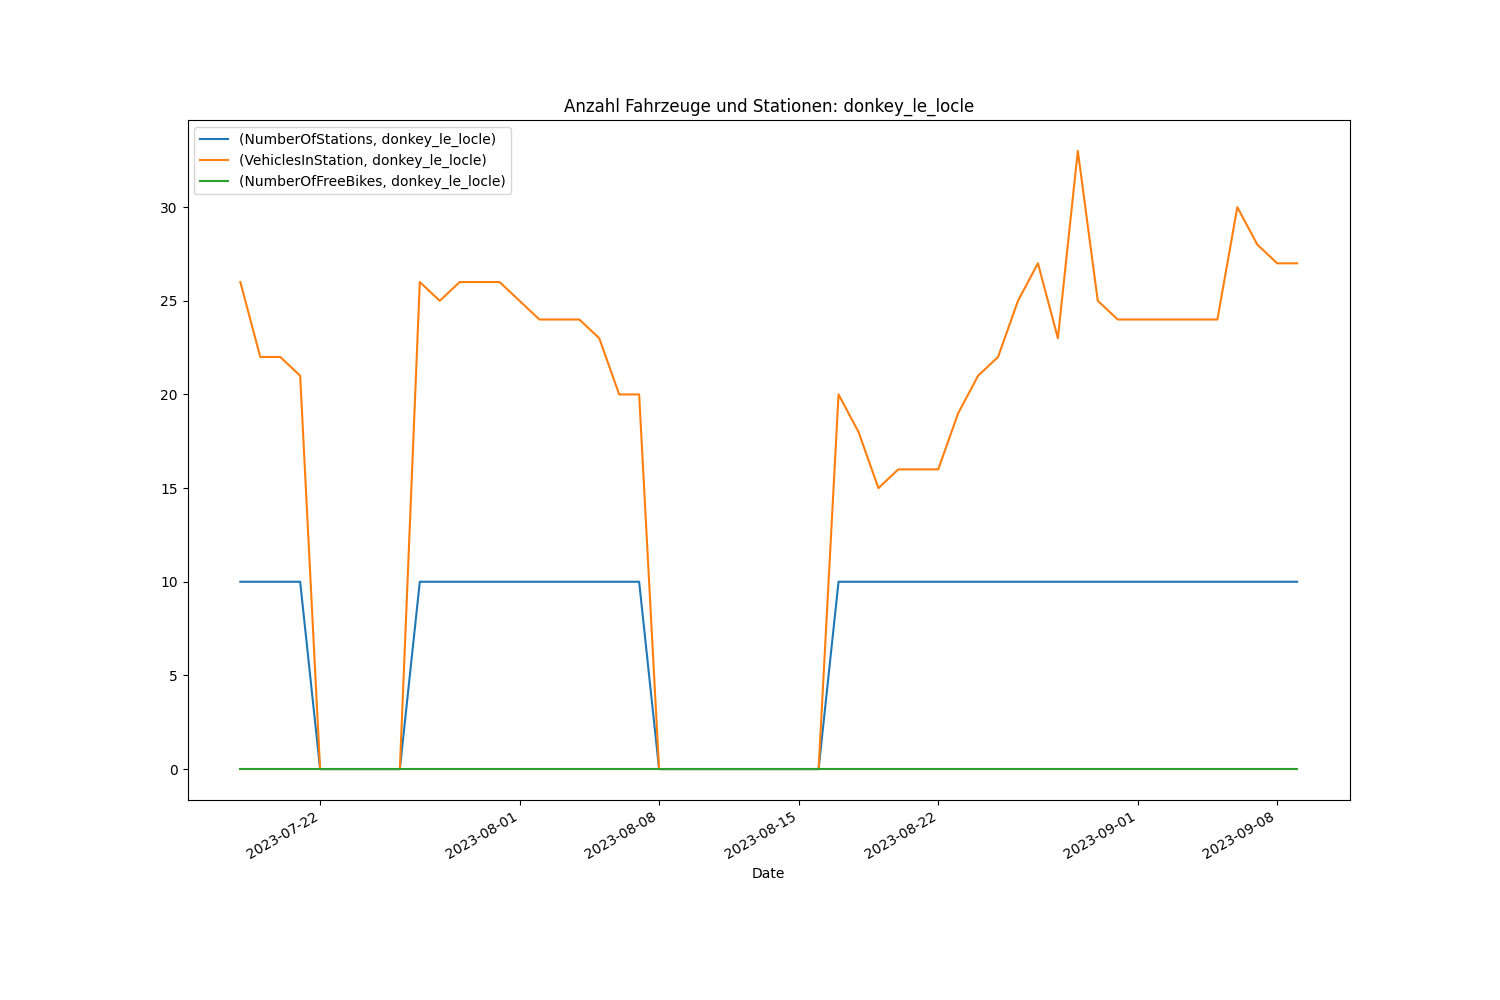 Anzahl Fahrzeuge und Stationen: donkey_le_locle
(NumberOfStations, donkey_le_locle)
(VehiclesInStation, donkey_le_locle)
(NumberOfFreeBikes, donkey_le_locle)
30
25
20
15
10
5
0
2023-07-22
2023-08-01
2023-08-08
2023-08-15
2023-08-22
2023-09-01
2023-09-08
Date